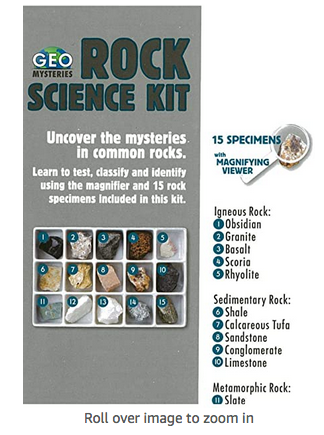 GEO
MYSTERIES
ROCK
SCIENCE KIT
Uncover the mysteries
in common rocks.
Learn to test, classify and identify
using the magnifier and 15 rock
specimens included in this kit.
1 2 3 4 5
6 7 8 9 10
11 12 13 14 15
15 SPECIMENS
with
MAGNIFYING
VIEWER
Igneous Rock:
1 Obsidian
2 Granite
3 Basalt
4 Scoria
5 Rhyolite
Sedimentary Rock:
6 Shale
7 Calcareous Tufa
8 Sandstone
9 Conglomerate
10 Limestone
Metamorphic Rock:
11 Slate
Roll over image to zoom in